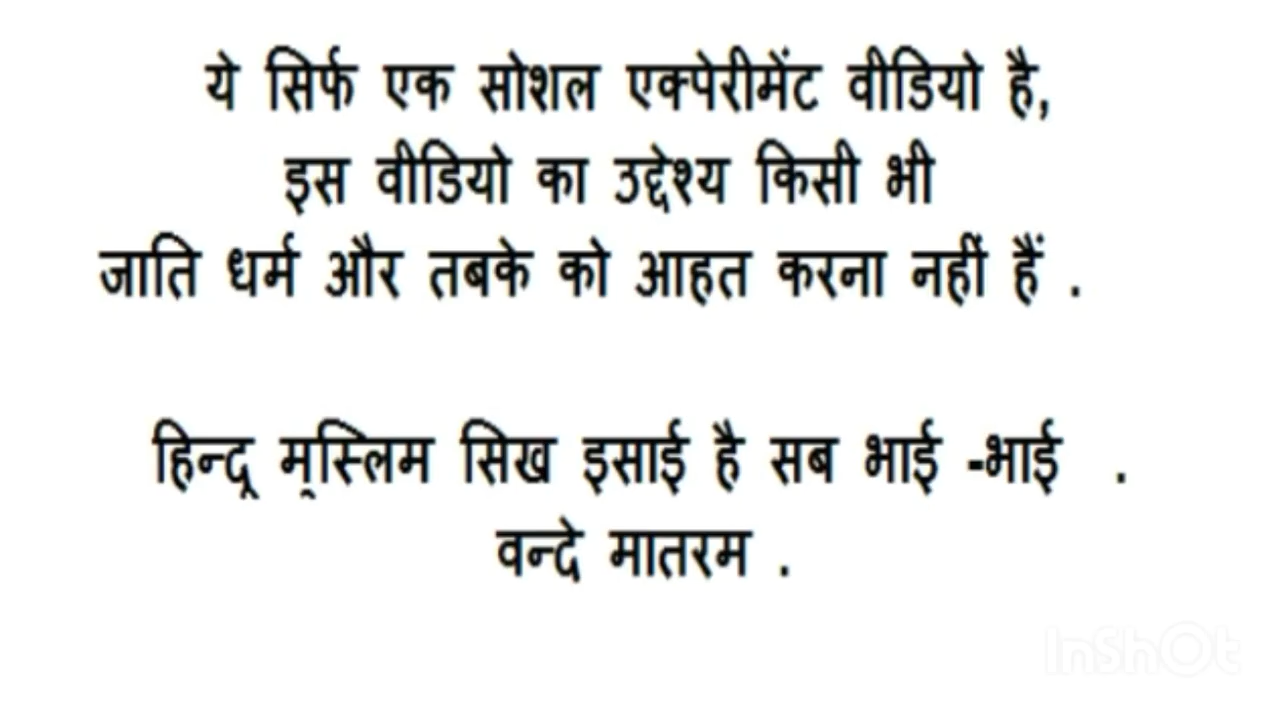 ये सिर्फ एक सोशल एक्पेरीमेंट वीडियो है,
इस वीडियो का उद्देश्य किसी भी
जाति धर्म और तबके को आहत करना नहीं हैं .
हिन्दू मुस्लिम सिख इसाई है सब भाई -भाई .
वन्दे मातरम .
InShOt